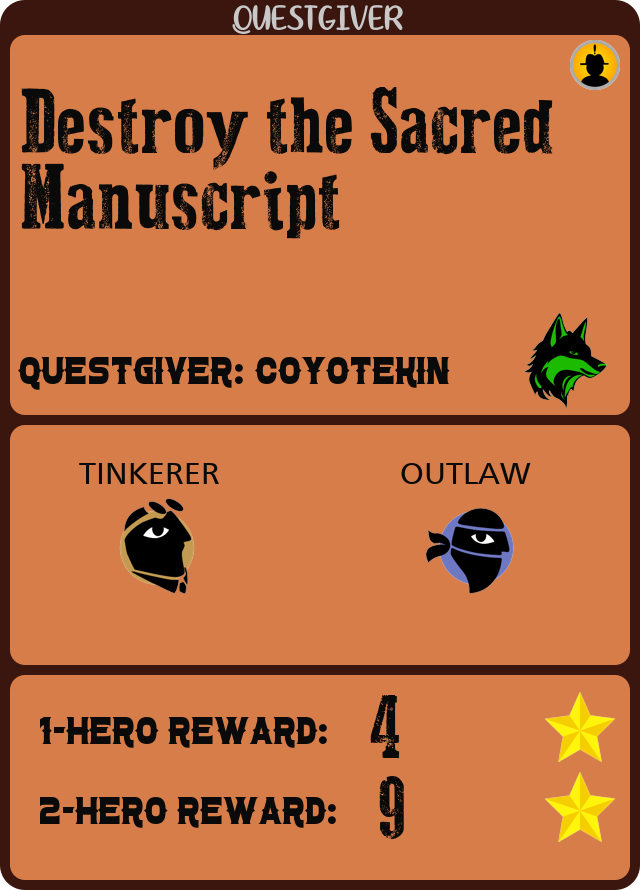 QUESTGIVER
Destroy the Sacred
Manuscript
QUESTGIVER: COYOTEKIN
TINKERER OUTLAW
1-HERO REWARD: 4
2-HERO REWARD: 9